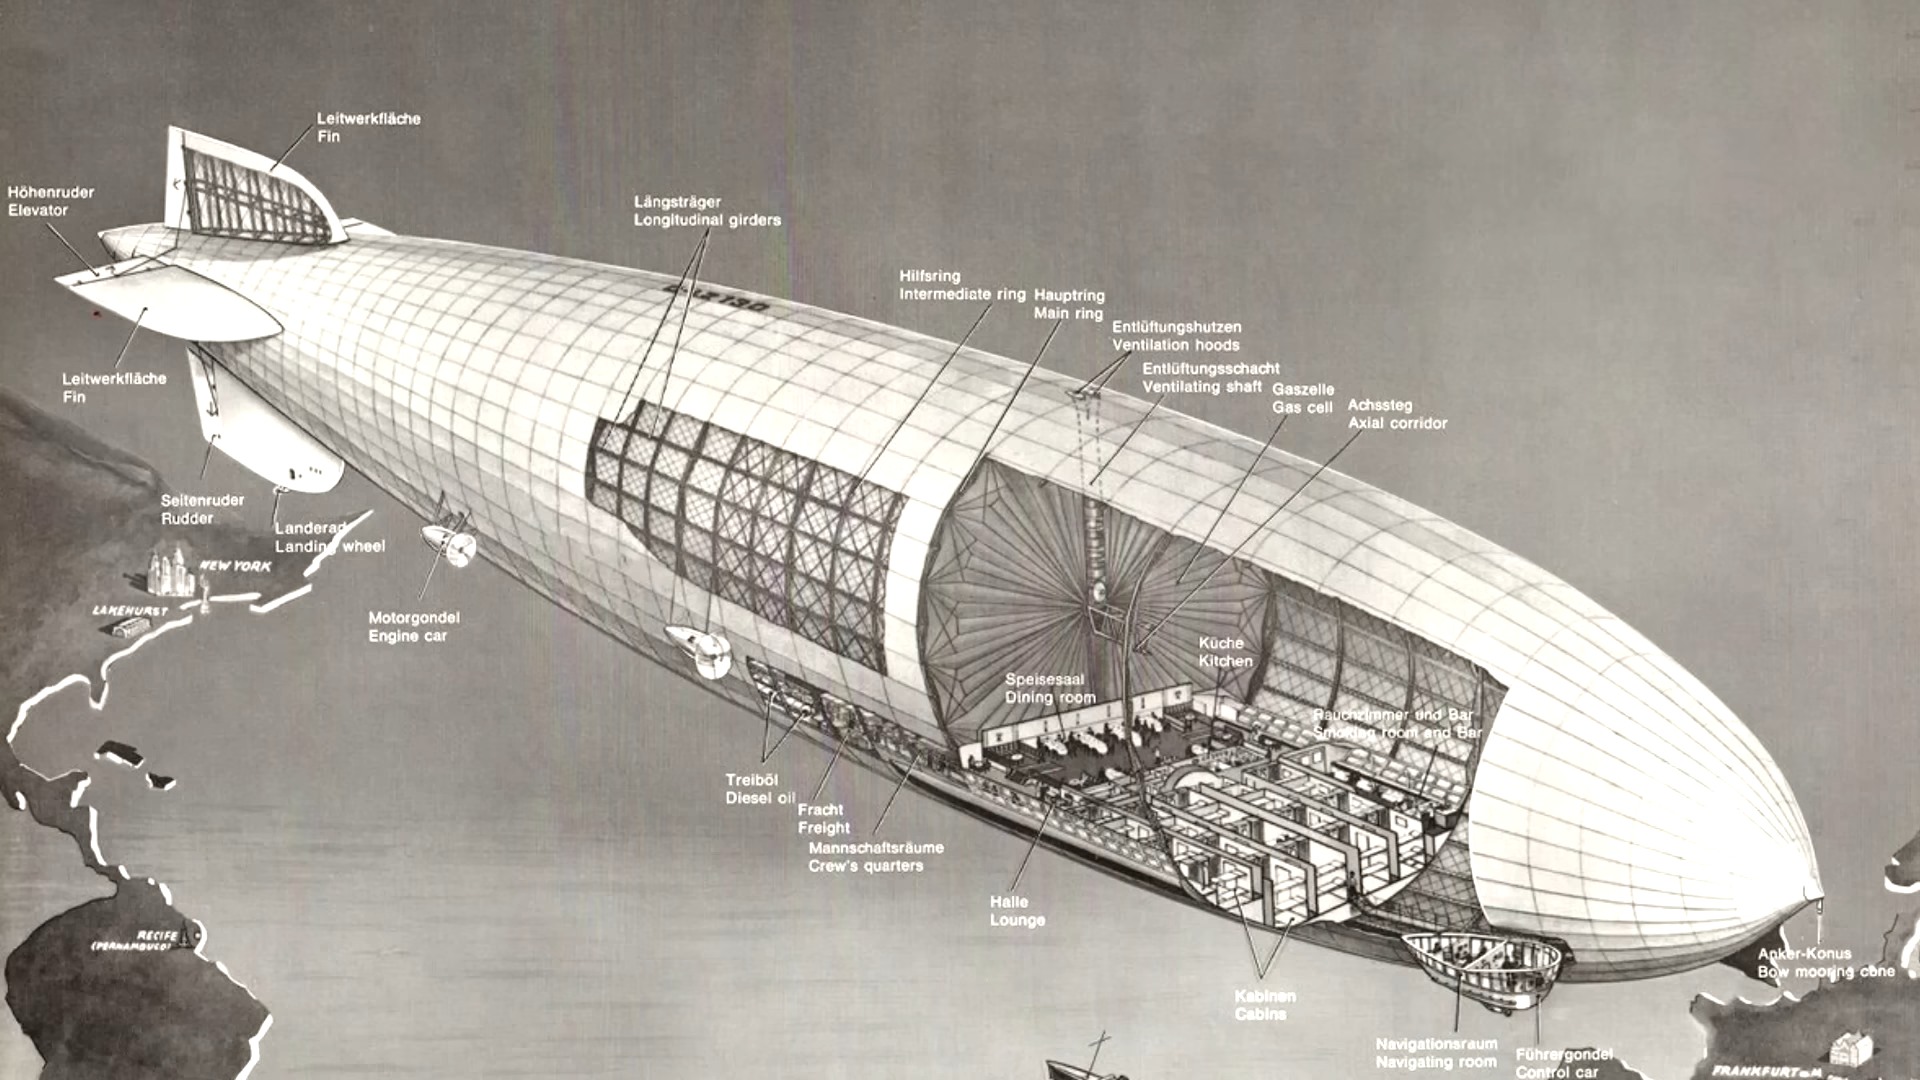 Leitwerkfläche
Fin
Höhenruder
Elevator
Längsträger
Longitudinal girders
Hilfsring
Intermediate ring
Hauptring
Main ring
Entlüftungshutzen
Ventilation hoods
Entlüftungsschacht
Ventilating shaft
Gaszelle
Gas cell
Achssteg
Axial corridor
Leitwerkfläche
Fin
Seitenruder
Rudder
Landerad
Landing wheel
NEW YORK
LAKEHURST
Motorgondel
Engine car
Küche
Kitchen
Speisesaal
Dining room
Rauchzimmer und Bar
Smoking room and Bar
Treiböl
Diesel oil
Fracht
Freight
Mannschaftsräume
Crew's quarters
Halle
Lounge
RECIFE
(PERNAMBUCO)
Anker-Konus
Bow mooring cone
Kabinen
Cabins
Navigationsraum
Navigating room
Führergondel
Control car
FRANKFURT a M